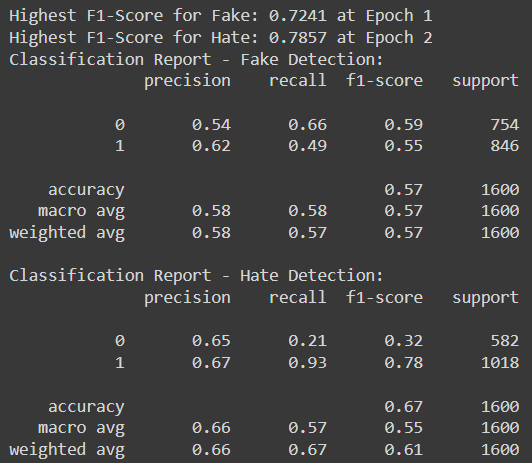 Highest F1-Score for Fake: 0.7241 at Epoch 1
Highest F1-Score for Hate: 0.7857 at Epoch 2
Classification Report - Fake Detection:
precision recall f1-score support
0 0.54 0.66 0.59 754
1 0.62 0.49 0.55 846
accuracy 0.57 1600
macro avg 0.58 0.58 0.57 1600
weighted avg 0.58 0.57 0.57 1600
Classification Report - Hate Detection:
precision recall f1-score support
0 0.65 0.21 0.32 582
1 0.67 0.93 0.78 1018
accuracy 0.67 1600
macro avg 0.66 0.57 0.55 1600
weighted avg 0.66 0.67 0.61 1600